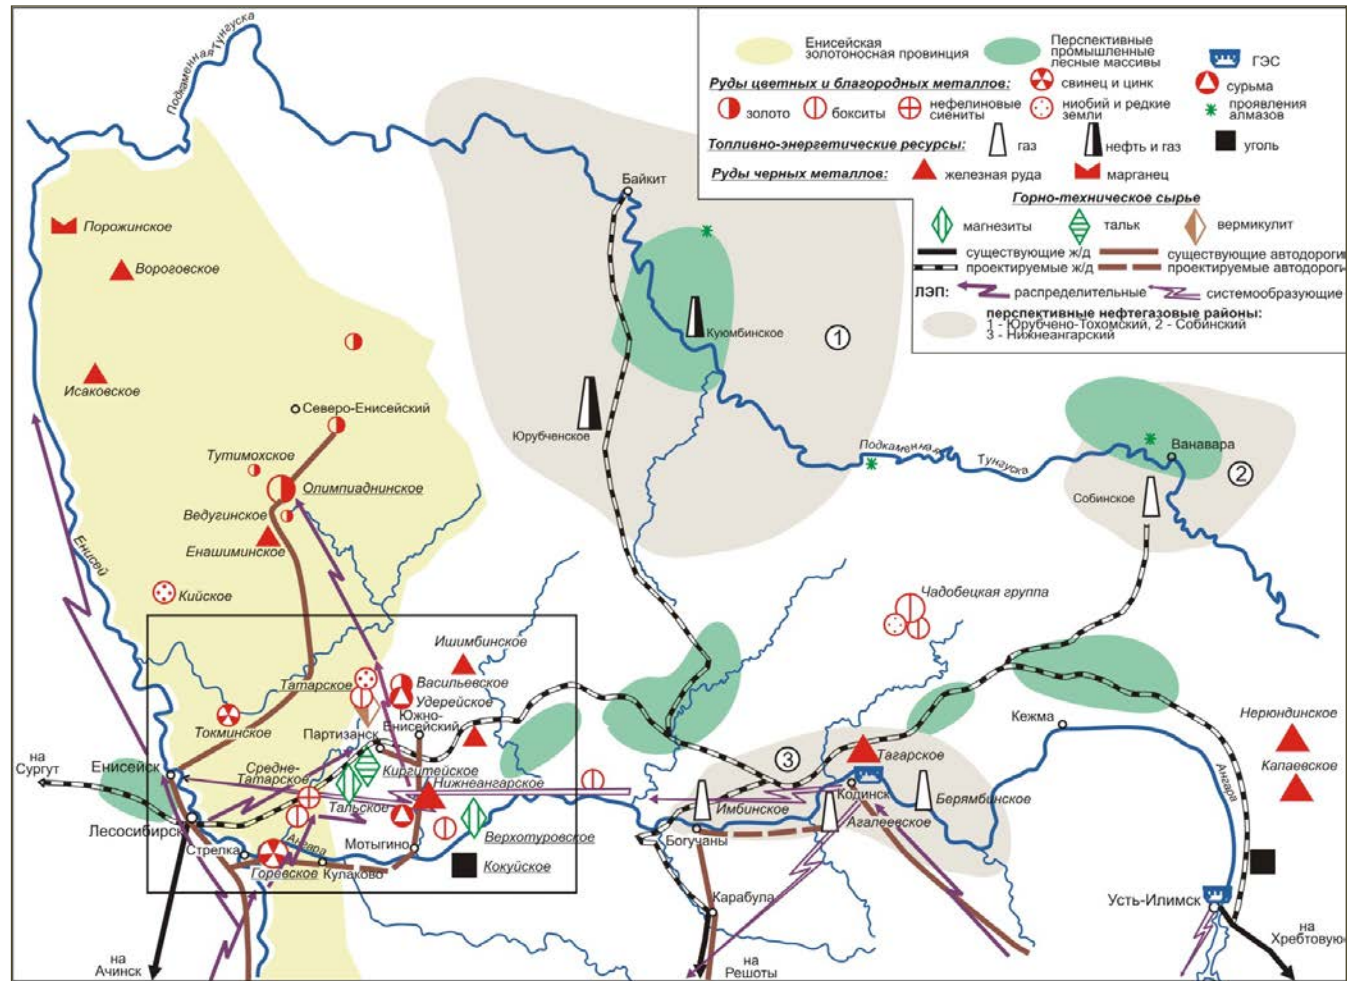 Енисейская
золотоносная провинция
Перспективные
промышленные
лесные массивы
ГЭС
Руды цветных и благородных металлов:
свинец и цинк
сурьма
золото
бокситы
нефелиновые
сиениты
ниобий и редкие
земли
проявления
алмазов
Топливно-энергетические ресурсы:
газ
нефть и газ
уголь
Руды черных металлов:
железная руда
марганец
Горно-техническое сырье
магнезиты
тальк
вермикулит
существующие ж/д
существующие автодороги
проектируемые ж/д
проектируемые автодороги
ЛЭП:
распределительные
системообразующие
перспективные нефтегазовые районы:
1 - Юрубчено-Тохомский, 2 - Собинский
3 - Нижнеангарский
Подкаменная Тунгуска
Байкит
Порожинское
Вороговское
Куюмбинское
1
Исаковское
Северо-Енисейский
Юрубченское
Подкаменная
Тунгуска
Ванавара
2
Тутимохское
Олимпиаднинское
Собинское
Ведугинское
Енашиминское
Енисей
Кийское
Чадобецкая группа
Ишимбинское
Татарское
Васильевское
Удерейское
Южно-
Енисейский
Токминское
Партизанск
Кежма
Нерюндинское
на
Сургут
Енисейск
Средне-
Татарское
Киргитейское
Нижнеангарское
3
Тагарское
Капаевское
Ангара
Кодинск
Берямбинское
Имбинское
Агалеевское
Тальское
Лесосибирск
Богучаны
Верхотуровское
Стрелка
Ангара
Мотыгино
Горевское
Кулаково
Кокуйское
Карабула
Усть-Илимск
на
Ачинск
на
Решоты
на
Хребтовую